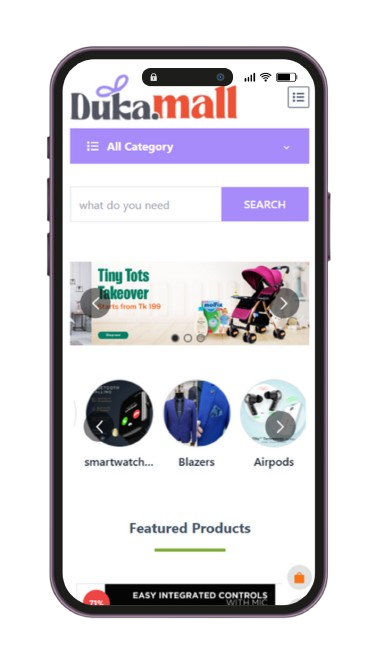 Duka.mall
All Category
what do you need
SEARCH
Tiny Tots
Takeover
Starts from Tk 199
smartwatch...
Blazers
Airpods
Featured Products
71%
EASY INTEGRATED CONTROLS
WITH MIC